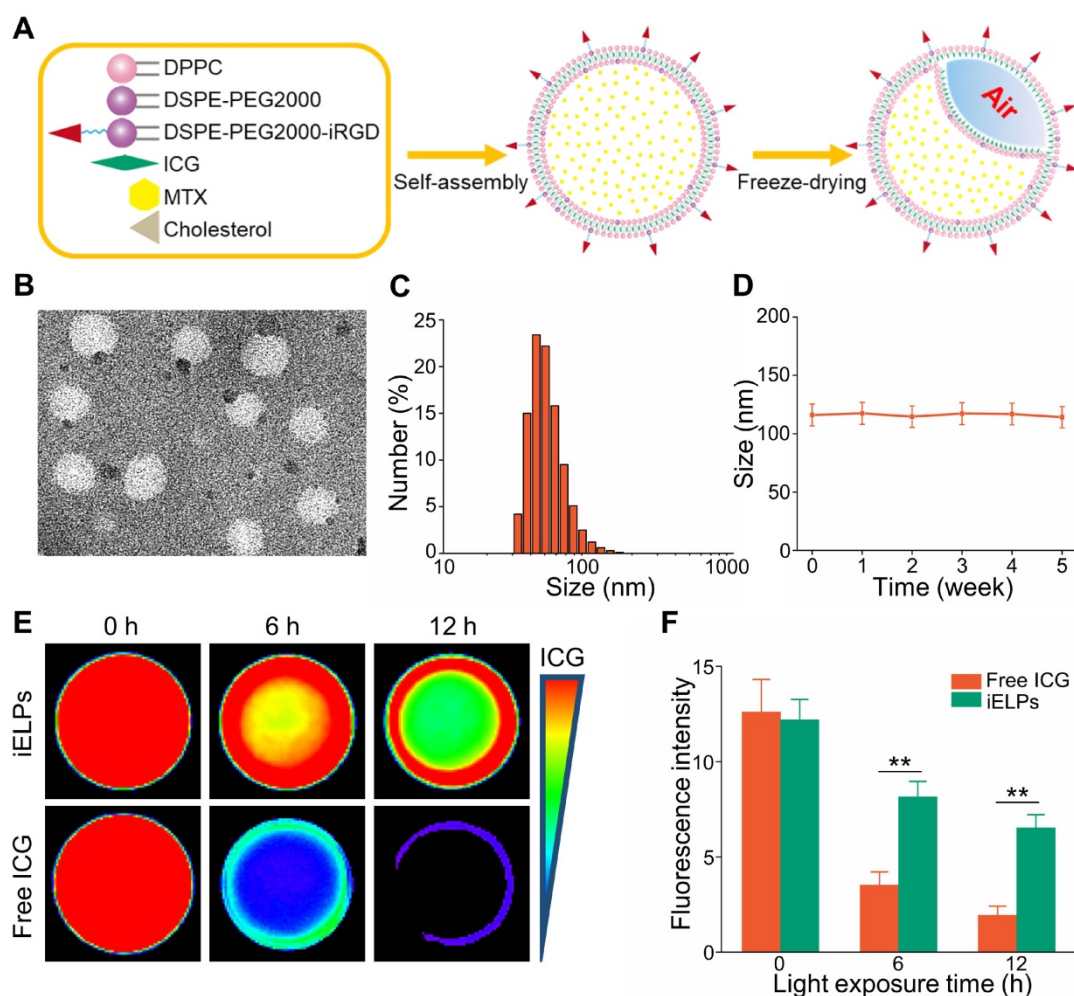 A
DPPC
DSPE-PEG2000
DSPE-PEG2000-iRGD
ICG
MTX
Cholesterol
Self-assembly
Freeze-drying
Air
B
C
Number (%)
25
20
15
10
5
0
10
100
1000
Size (nm)
D
Size (nm)
200
150
100
50
0
0 1 2 3 4 5
Time (week)
E
0 h 6 h 12 h
ICG
iELPs
Free ICG
F
Fluorescence intensity
15
10
5
0
Free ICG
iELPs
**
**
0 6 12
Light exposure time (h)